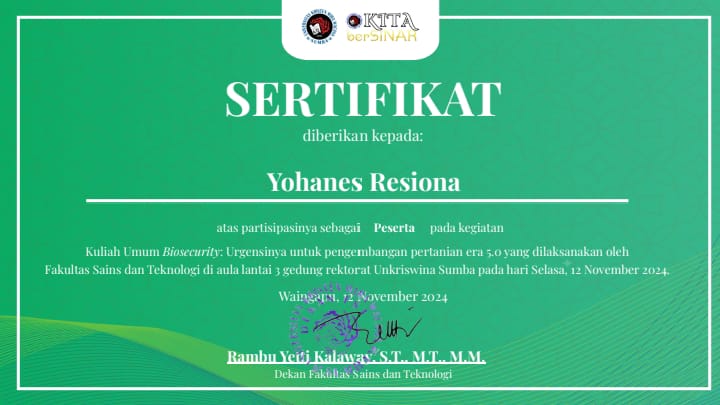 KITA
berSINAR
SERTIFIKAT
diberikan kepada:
Yohanes Resiona
atas partisipasinya sebagai Peserta pada kegiatan
Kuliah Umum Biosecurity: Urgensinya untuk pengembangan pertanian era 5.0 yang dilaksanakan oleh
Fakultas Sains dan Teknologi di aula lantai 3 gedung rektorat Unkriswina Sumba pada hari Selasa, 12 November 2024.
Waingapu, 12 November 2024
Rambu Yetti Kalaway, S.T., M.T., M.M.
Dekan Fakultas Sains dan Teknologi